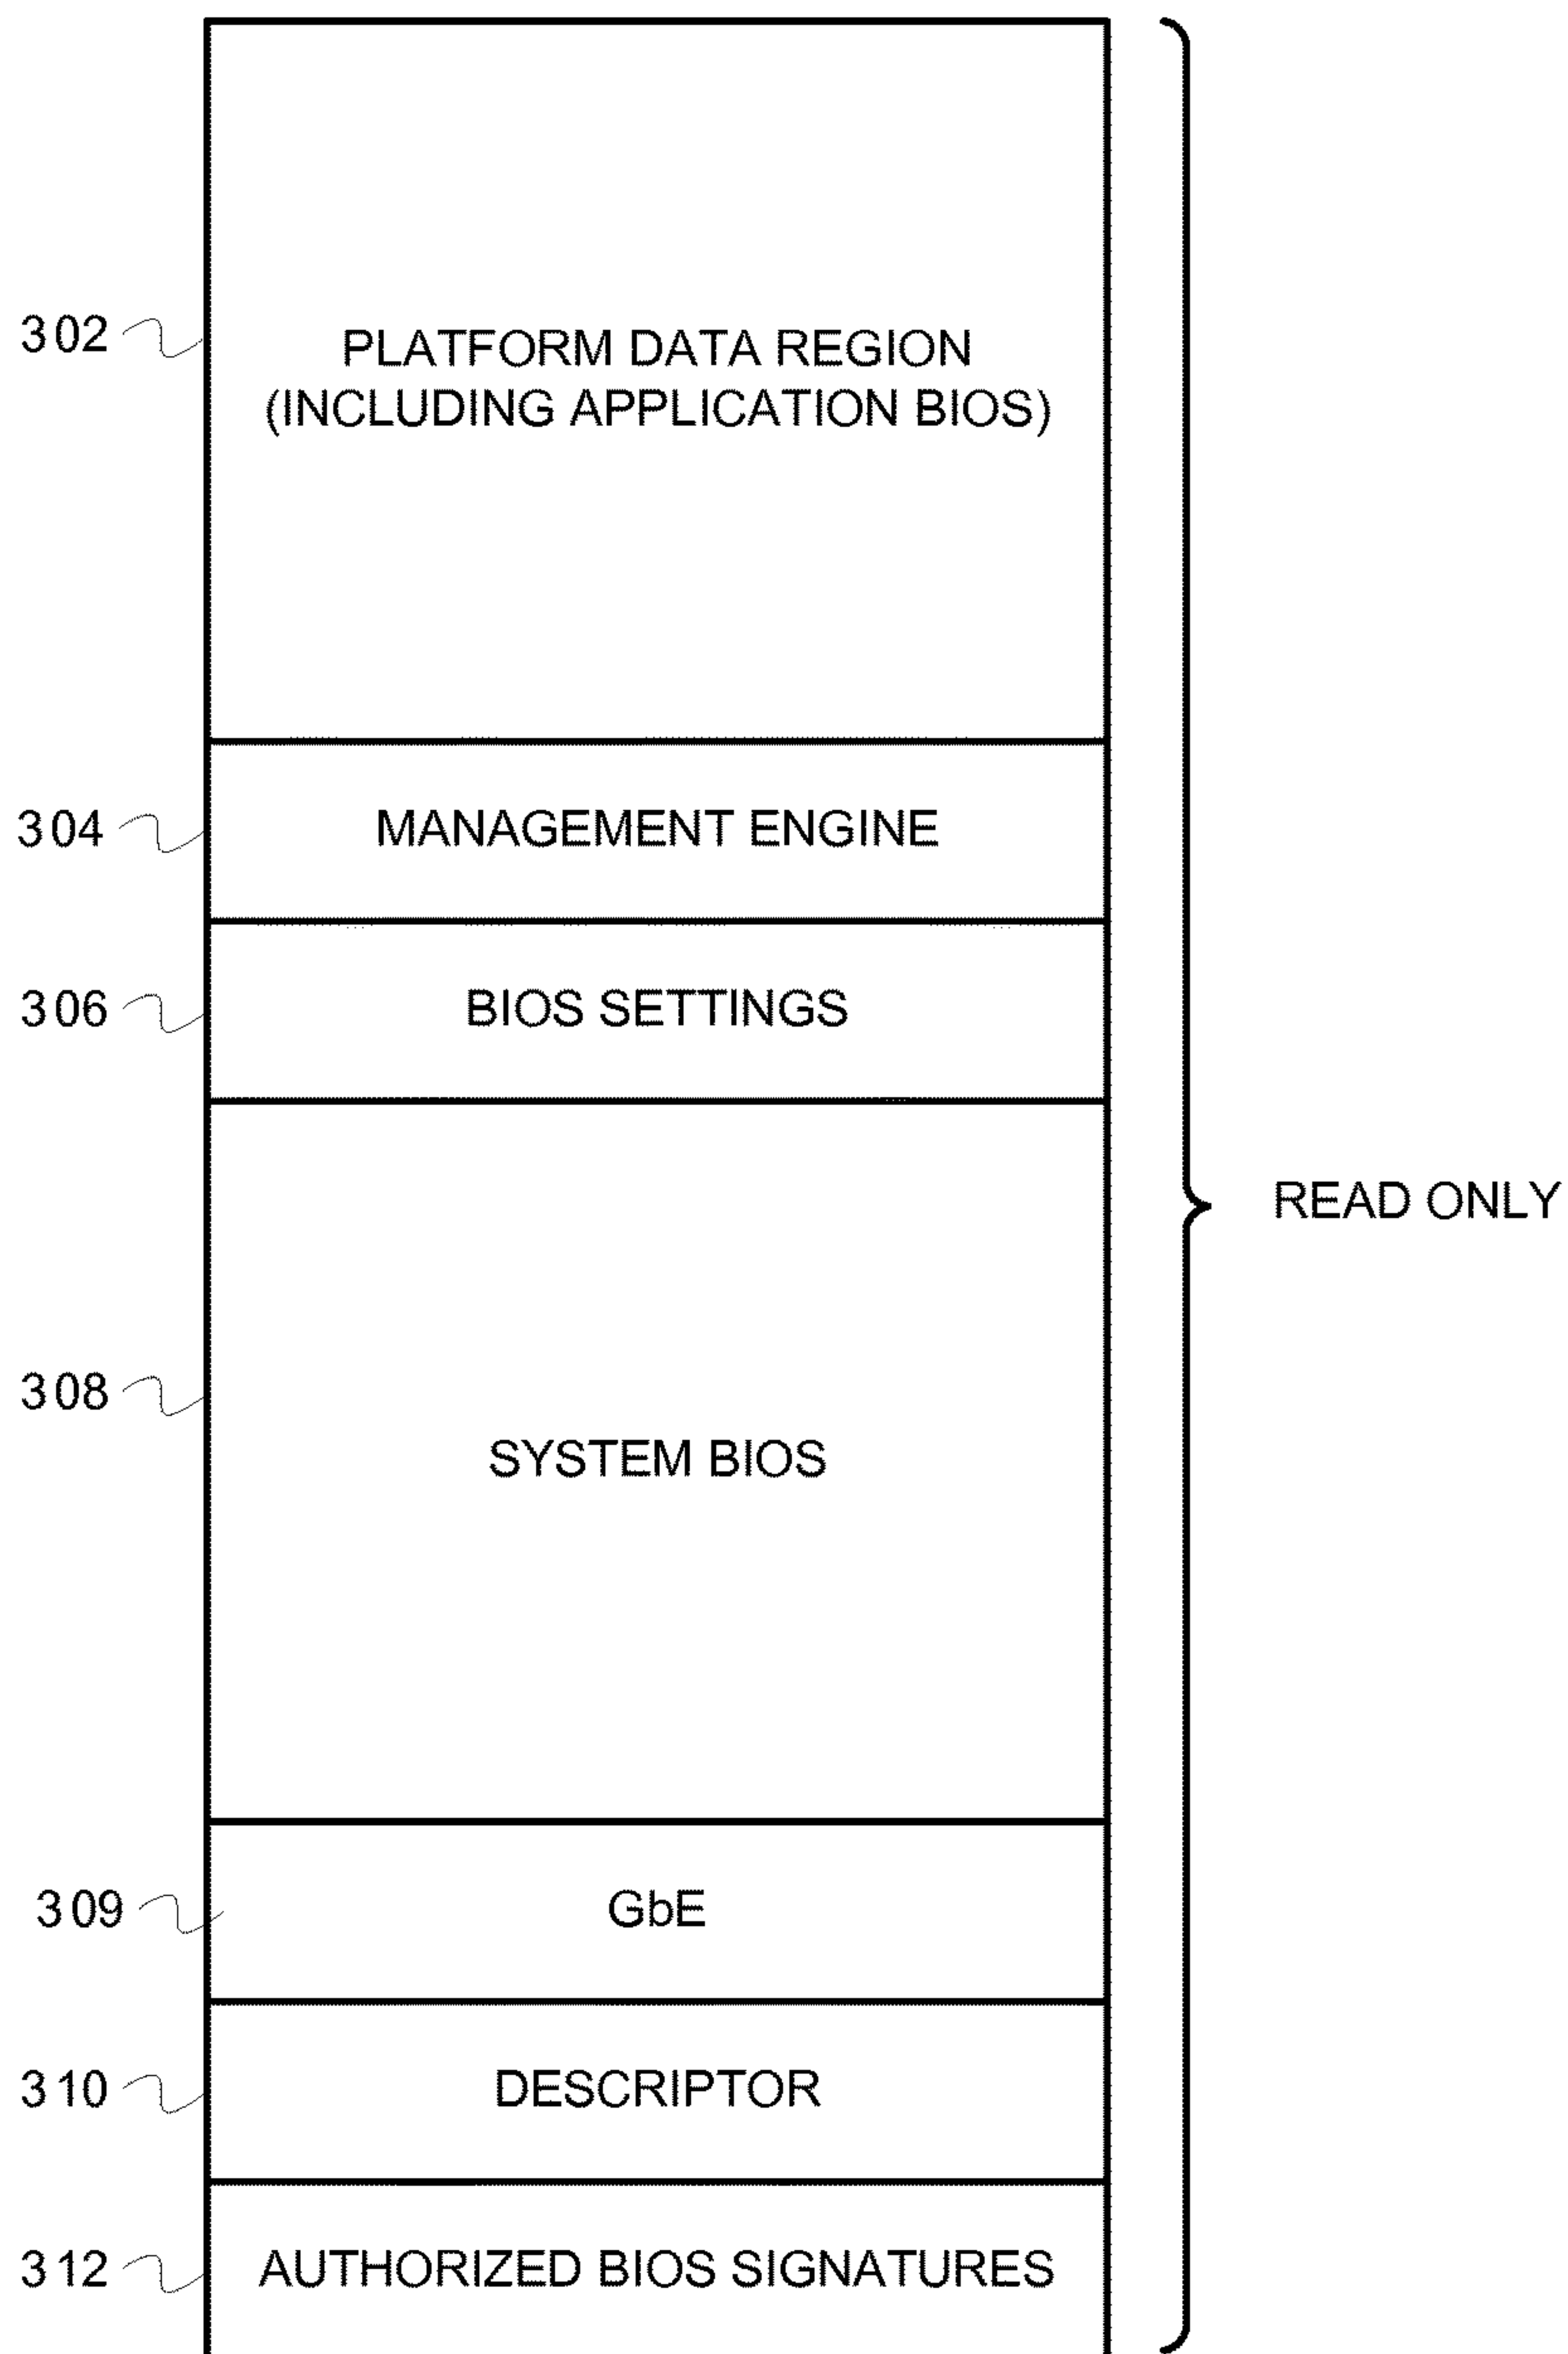 302
PLATFORM DATA REGION
(INCLUDING APPLICATION BIOS)
304
MANAGEMENT ENGINE
306
BIOS SETTINGS
READ ONLY
308
SYSTEM BIOS
309
GbE
310
DESCRIPTOR
312
AUTHORIZED BIOS SIGNATURES